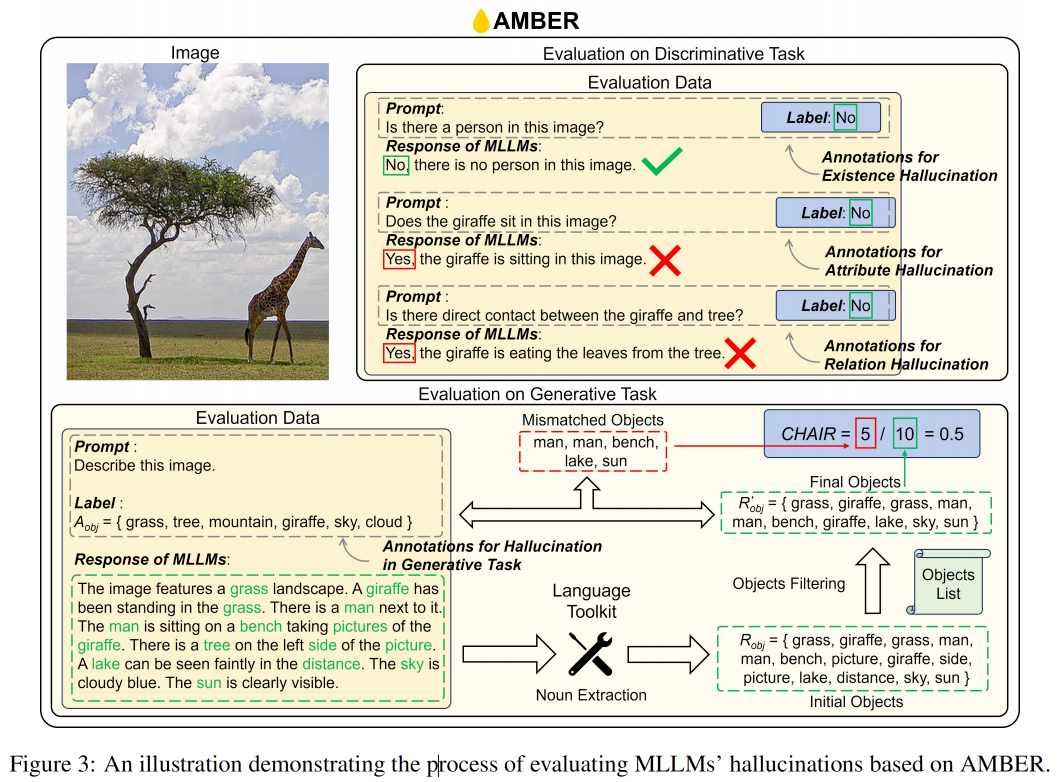 AMBER
Image
Evaluation on Discriminative Task
Evaluation Data
Prompt:
Is there a person in this image?
Label: No
Response of MLLMs:
No, there is no person in this image.
Annotations for
Existence Hallucination
Prompt :
Does the giraffe sit in this image?
Label: No
Response of MLLMs:
Yes, the giraffe is sitting in this image.
Annotations for
Attribute Hallucination
Prompt :
Is there direct contact between the giraffe and tree?
Label: No
Response of MLLMs:
Yes, the giraffe is eating the leaves from the tree.
Annotations for
Relation Hallucination
Evaluation on Generative Task
Evaluation Data
Prompt :
Describe this image.
Label :
Aobj = { grass, tree, mountain, giraffe, sky, cloud }
Annotations for Hallucination
in Generative Task
Response of MLLMs:
The image features a grass landscape. A giraffe has
been standing in the grass. There is a man next to it.
The man is sitting on a bench taking pictures of the
giraffe. There is a tree on the left side of the picture.
A lake can be seen faintly in the distance. The sky is
cloudy blue. The sun is clearly visible.
Language
Toolkit
Noun Extraction
Robj = { grass, giraffe, grass, man,
man, bench, picture, giraffe, side,
picture, lake, distance, sky, sun }
Initial Objects
Objects Filtering
Objects
List
Final Objects
R'obj = { grass, giraffe, grass, man,
man, bench, giraffe, lake, sky, sun }
Mismatched Objects
man, man, bench,
lake, sun
CHAIR = 5 / 10 = 0.5
Figure 3: An illustration demonstrating the process of evaluating MLLMs' hallucinations based on AMBER.